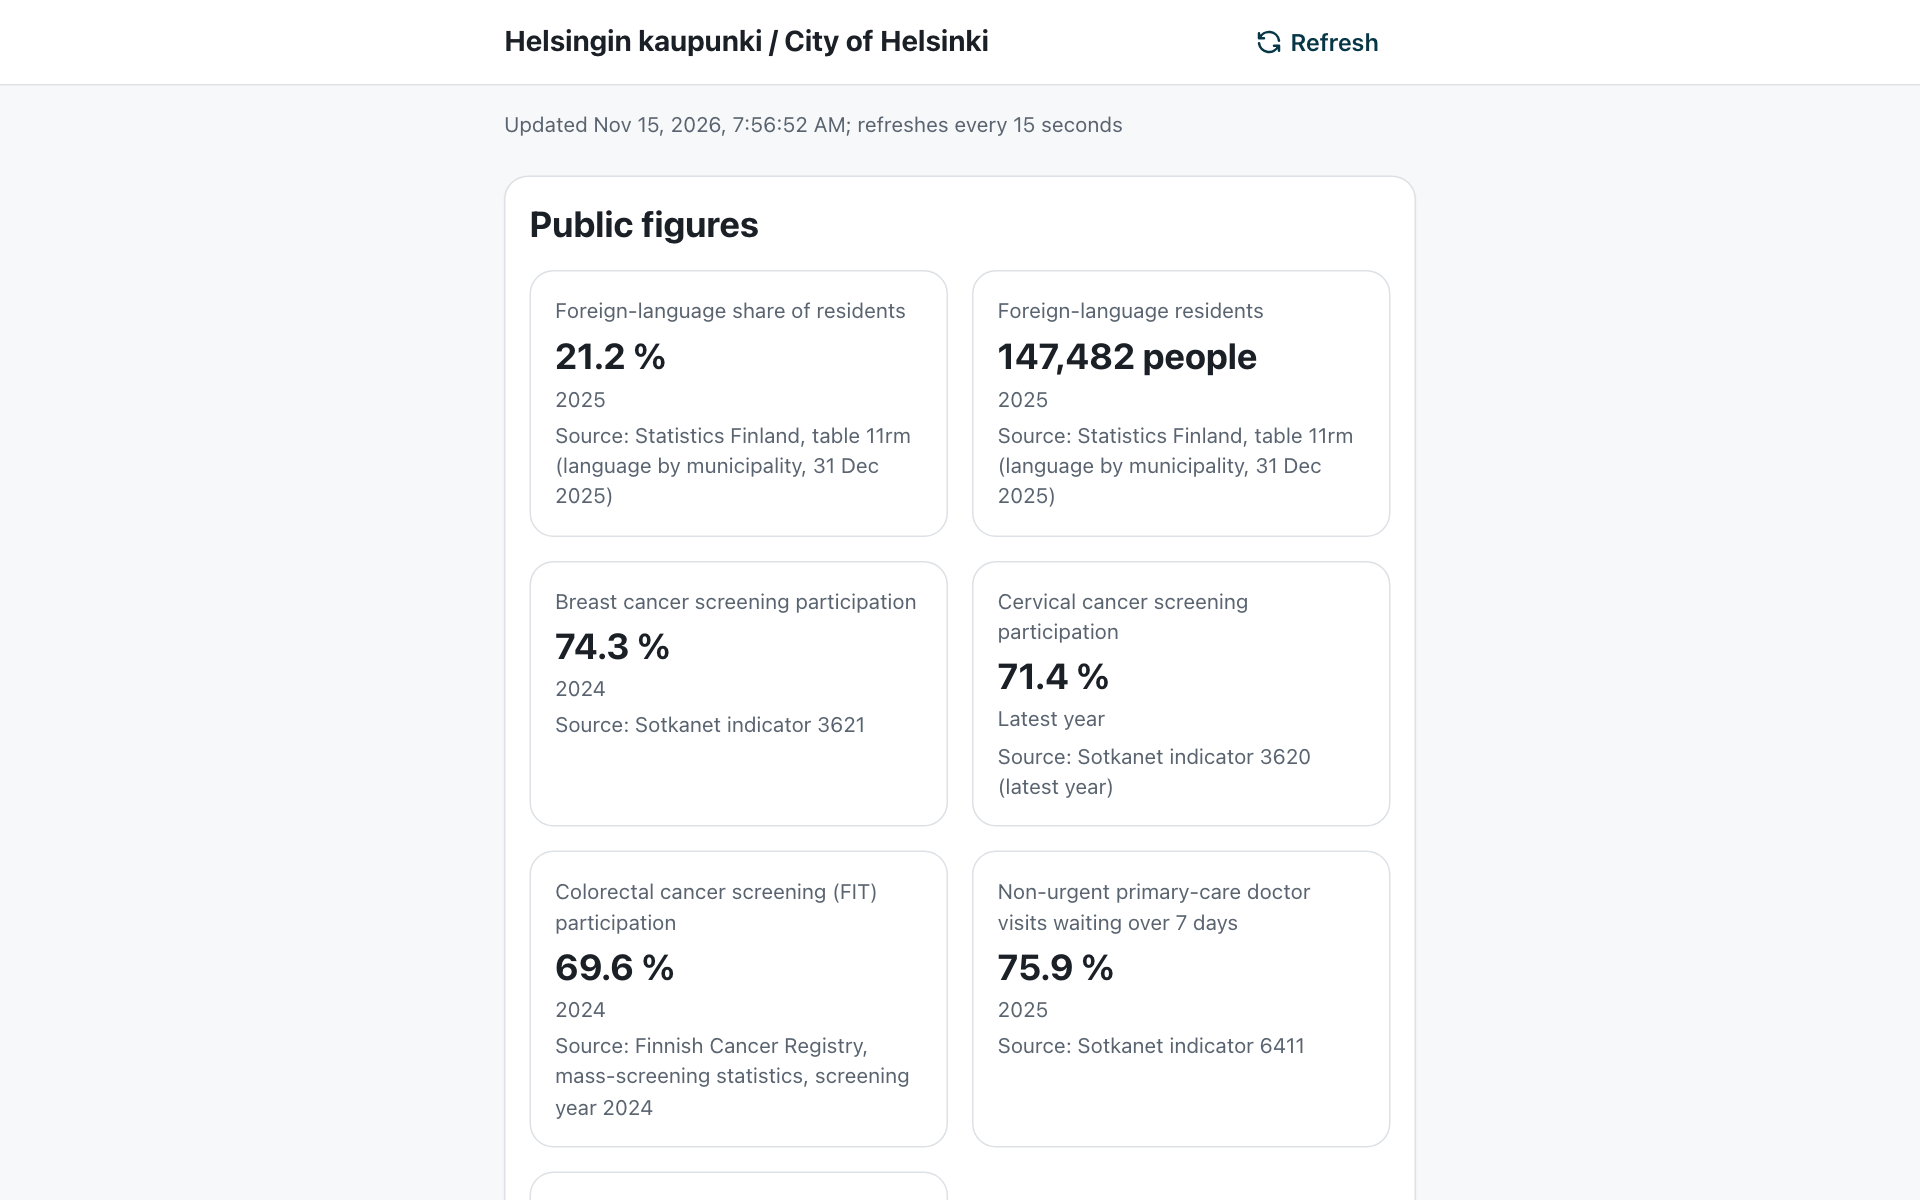 Helsingin kaupunki / City of Helsinki
Refresh
Updated Nov 15, 2026, 7:56:52 AM; refreshes every 15 seconds
Public figures
Foreign-language share of residents
21.2 %
2025
Source: Statistics Finland, table 11rm
(language by municipality, 31 Dec
2025)
Foreign-language residents
147,482 people
2025
Source: Statistics Finland, table 11rm
(language by municipality, 31 Dec
2025)
Breast cancer screening participation
74.3 %
2024
Source: Sotkanet indicator 3621
Cervical cancer screening
participation
71.4 %
Latest year
Source: Sotkanet indicator 3620
(latest year)
Colorectal cancer screening (FIT)
participation
69.6 %
2024
Source: Finnish Cancer Registry,
mass-screening statistics, screening
year 2024
Non-urgent primary-care doctor
visits waiting over 7 days
75.9 %
2025
Source: Sotkanet indicator 6411